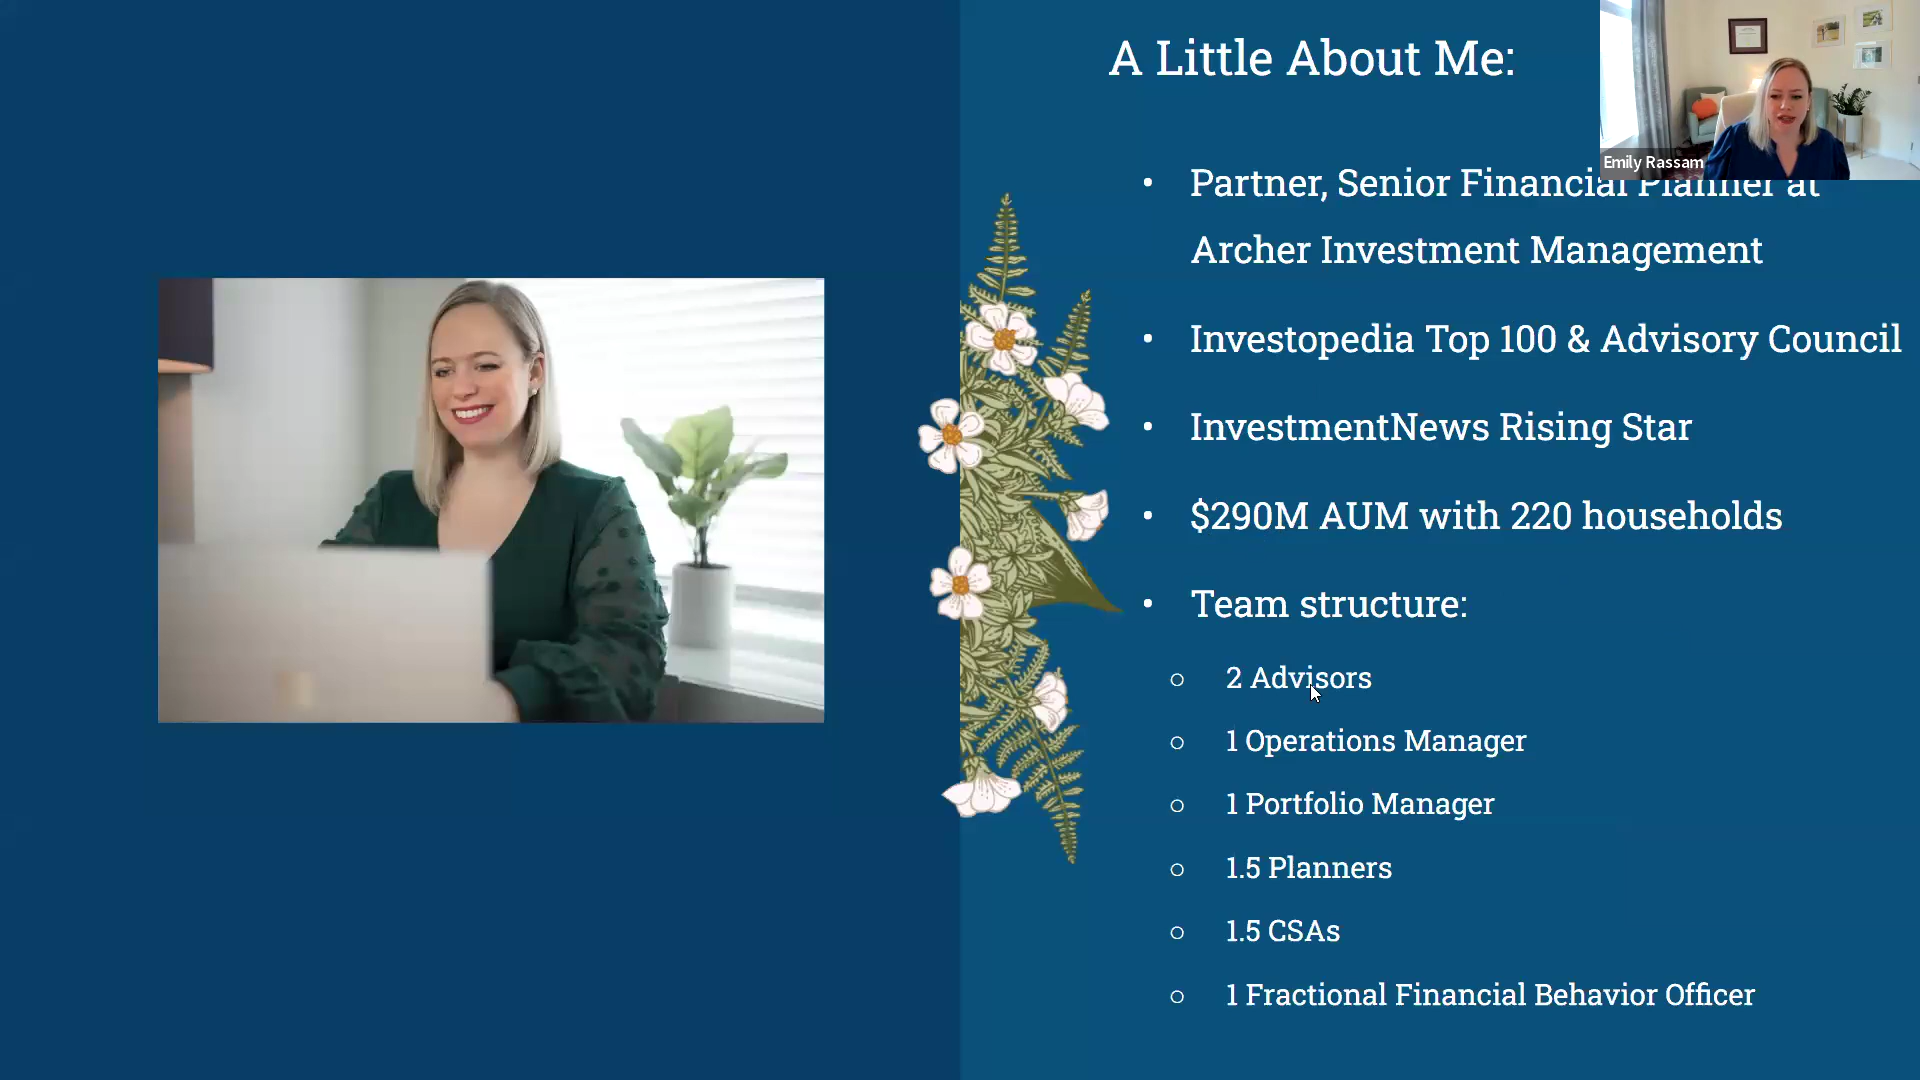 A Little About Me:
Emily Rassam
• Partner, Senior Financial Planner at
Archer Investment Management
• Investopedia Top 100 & Advisory Council
• InvestmentNews Rising Star
• $290M AUM with 220 households
• Team structure:
○ 2 Advisors
○ 1 Operations Manager
○ 1 Portfolio Manager
○ 1.5 Planners
○ 1.5 CSAs
○ 1 Fractional Financial Behavior Officer